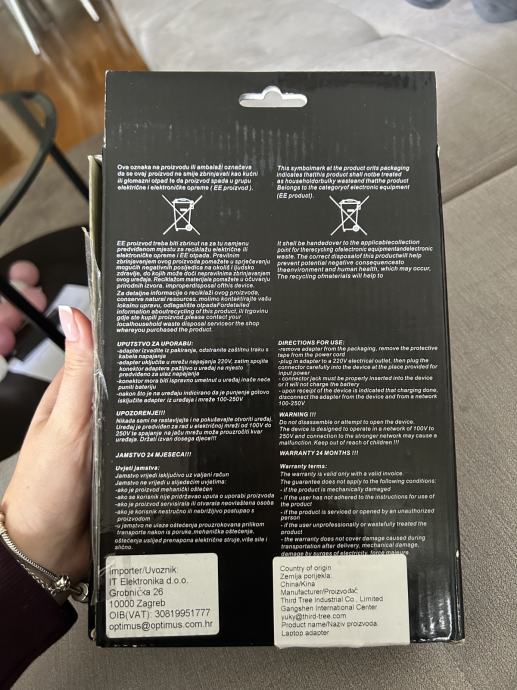 Ova oznaka na proizvodu ili ambalaži označava
da se ovaj proizvod ne smije zbrinjavati kao kućni
ili glomazni otpad te da proizvod spada u grupu
električne i elektroničke opreme ( EE proizvod ).
EE proizvod treba biti zbrinut na za tu namjenu
predviđenom mjestu za reciklažu električne ili
elektroničke opreme i EE otpada. Pravilnim
zbrinjavanjem ovog proizvoda pomažete u sprječavanju
mogućih negativnih posljedica na okoliš i ljudsko
zdravlje, do kojih može doći nepravilnim zbrinjavanjem
ovog uređaja. Reciklažom materijala pomažete u očuvanju
prirodnih izvora. improperdisposal of this device.
Za detaljne informacije o reciklaži ovog proizvoda,
conserve natural resources. molimo kontaktirajte vašu
lokalnu upravu, odlagalište otpadaFordetailed
information aboutrecycling of this product, ili trgovinu
gdje ste kupili proizvod.please contact your
localhousehold waste disposal serviceor the shop
whereyou purchased the product.
UPUTSTVO ZA UPORABU:
-adapter izvadite iz pakiranja, odstranite zaštitnu traku s
kabela napajanja
-adapter uključite u mrežu napajanja 220V, zatim spojite
konektor adaptera pažljivo u uređaj na mjesto
predviđeno za ulaz napajanja
-konektor mora biti ispravno umetnut u uređaj inače neće
puniti bateriju
-nakon što je na uređaju indicirano da je punjenje gotovo
isključite adapter iz uređaja i mreže 100-250V
UPOZORENJE!!!
Nikada sami ne rastavljajte i ne pokušavajte otvoriti uređaj.
Uređaj je predviđen za rad u električnoj mreži od 100V do
250V te spajanje na jaču mrežu može prouzročiti kvar
uređaja. Držati izvan dosega djece!!!
JAMSTVO 24 MJESECA!!!
Uvjeti jamstva:
Jamstvo vrijedi isključivo uz valjani račun
Jamstvo ne vrijedi u slijedećim uvjetima:
-ako je proizvod mehanički oštećen
-ako se korisnik nije pridržavao uputa o uporabi proizvoda
-ako je proizvod servisirala ili otvarala neovlaštena osoba
-ako je korisnik nestručno ili nebrižljivo postupao s
proizvodom
-u jamstvo ne ulaze oštećenja prouzrokovana prilikom
transporta nakon is poruke,mehanička oštećenja,
oštećenja usljed prenapona električne struje,više sile i
slično.
Importer/Uvoznik:
IT Elektronika d.o.o.
Grobnička 26
10000 Zagreb
OIB(VAT): 30819951777
optimus@optimus.com.hr
This symbolmark at the product orits packaging
indicates thatthis product shall notbe treated
as householdorbulky wasteand thatthe product
Belongs to the categoryof electronic equipment
(EE product).
It shall be handedover to the applicablecollection
point for therecycling ofelectronic equipmentandelectronic
waste. The correct disposalof this productwill help
prevent potential negative consequencesto
theenvironment and human health, which may occur,
The recycling ofmaterials will help to
DIRECTIONS FOR USE:
-remove adapter from the packaging, remove the protective
tape from the power cord
-plug in adapter to a 220V electrical outlet, then plug the
connector carefully into the device at the place provided for
input power
- connector jack must be properly inserted into the device
or it will not charge the battery
- upon receipt of the device is indicated that charging done,
disconnect the adapter from the device and from a network
100-250V
WARNING !!!
Do not disassemble or attempt to open the device.
The device is designed to operate in a network of 100V to
250V and connection to the stronger network may cause a
malfunction. Keep out of reach of children !!!
WARRANTY 24 MONTHS !!!
Warranty terms:
The warranty is valid only with a valid invoice.
The guarantee does not apply to the following conditions:
- if the product is mechanically damaged
- if the user has not adhered to the instructions for use of
the product
- if the product is serviced or opened by an unauthorized
person
- if the user unprofessionally or wastefully treated the
product
- the warranty does not cover damage caused during
transportation after delivery, mechanical damage,
damage by surges of electricity, force majeure
Country of origin
Zemlja porijekla:
China/Kina
Manufacturer/Proizvođač
Third Tree Industrial Co., Limited
Gangshen International Center
yuky@third-tree.com
Product name/Naziv proizvod.
Laptop adapter